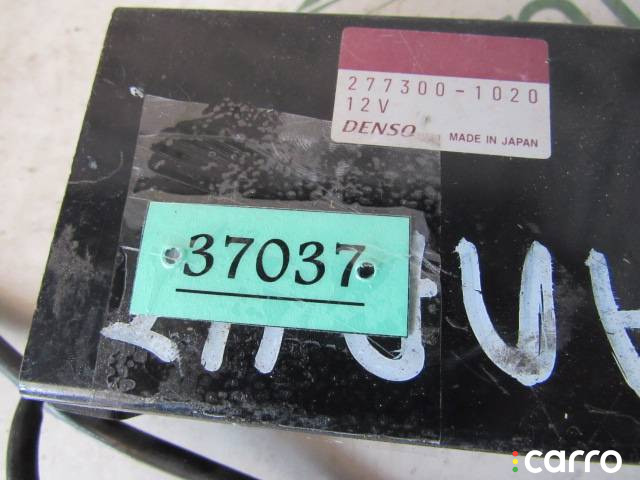 277300-1020
12V
DENSO MADE IN JAPAN
37037
carro